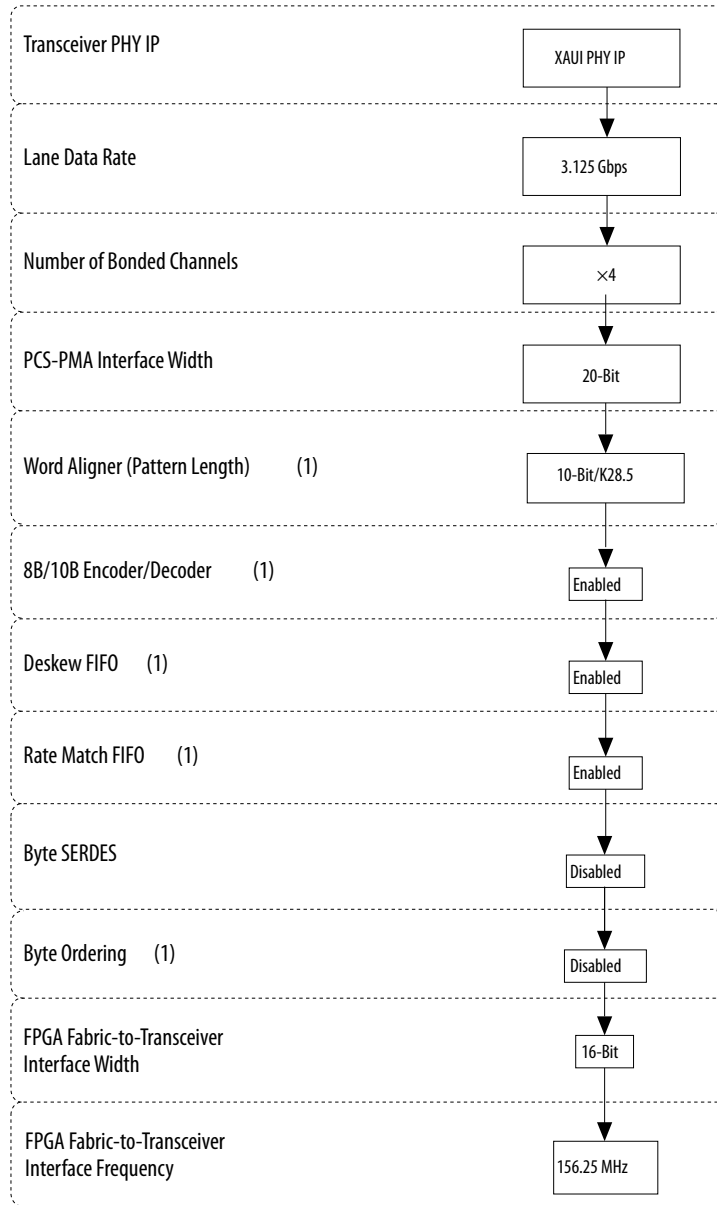 Transceiver PHY IP
XAUI PHY IP
Lane Data Rate
3.125 Gbps
Number of Bonded Channels
×4
PCS-PMA Interface Width
20-Bit
Word Aligner (Pattern Length) (1)
10-Bit/K28.5
8B/10B Encoder/Decoder (1)
Enabled
Deskew FIFO (1)
Enabled
Rate Match FIFO (1)
Enabled
Byte SERDES
Disabled
Byte Ordering (1)
Disabled
FPGA Fabric-to-Transceiver
Interface Width
16-Bit
FPGA Fabric-to-Transceiver
Interface Frequency
156.25 MHz